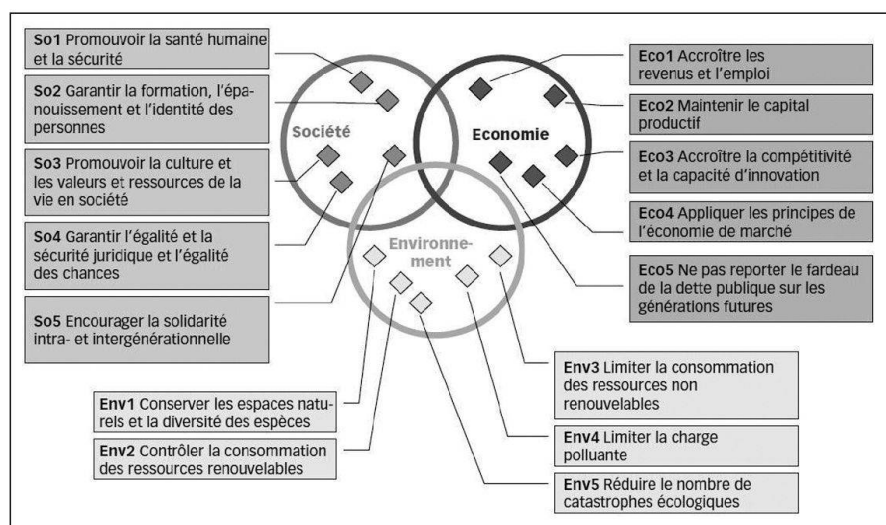 So1 Promouvoir la santé humaine
et la sécurité
So2 Garantir la formation, l'épa-
nouissement et l'identité des
personnes
So3 Promouvoir la culture et
les valeurs et ressources de la
vie en société
So4 Garantir l'égalité et la
sécurité juridique et l'égalité
des chances
So5 Encourager la solidarité
intra- et intergénérationnelle
Société
Economie
Environne-
ment
Eco1 Accroître les
revenus et l'emploi
Eco2 Maintenir le capital
productif
Eco3 Accroître la compétitivité
et la capacité d'innovation
Eco4 Appliquer les principes de
l'économie de marché
Eco5 Ne pas reporter le fardeau
de la dette publique sur les
générations futures
Env1 Conserver les espaces natu-
rels et la diversité des espèces
Env2 Contrôler la consommation
des ressources renouvelables
Env3 Limiter la consommation
des ressources non
renouvelables
Env4 Limiter la charge
polluante
Env5 Réduire le nombre de
catastrophes écologiques